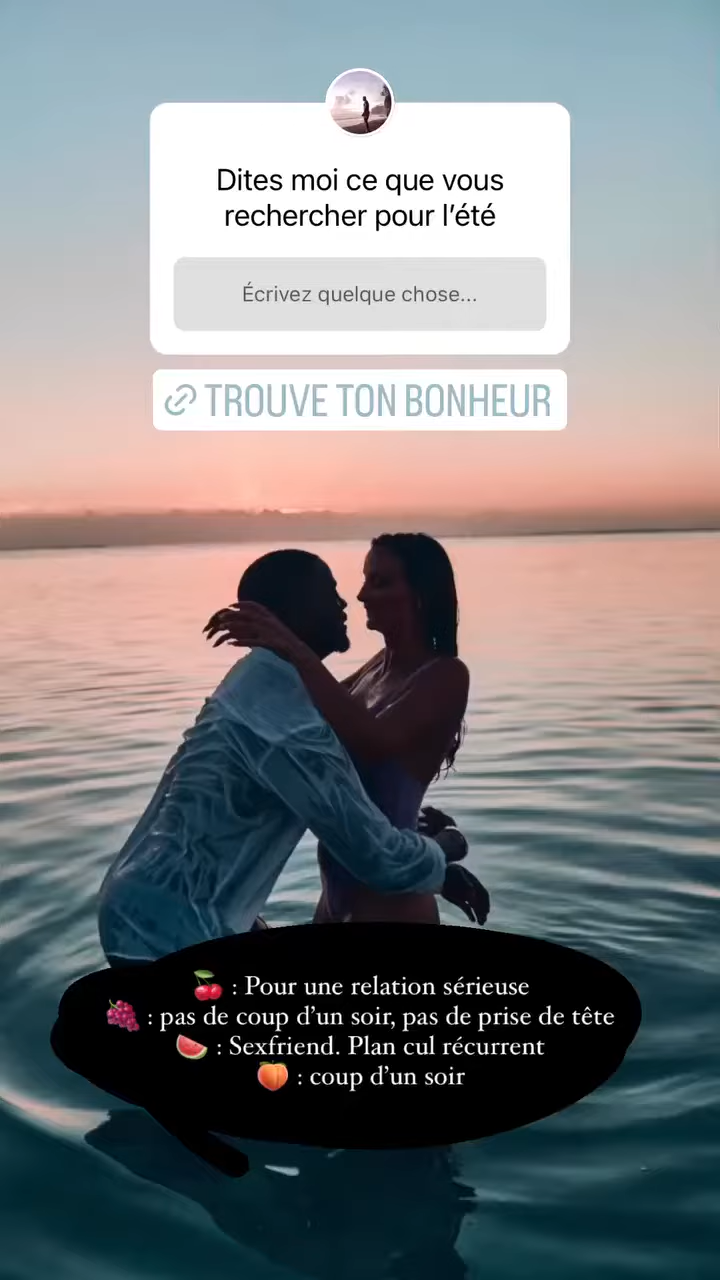 Dites moi ce que vous
rechercher pour l’été
Écrivez quelque chose...
TROUVE TON BONHEUR
🍒 : Pour une relation sérieuse
🍇 : pas de coup d’un soir, pas de prise de tête
🍉 : Sexfriend. Plan cul récurrent
🍑 : coup d’un soir